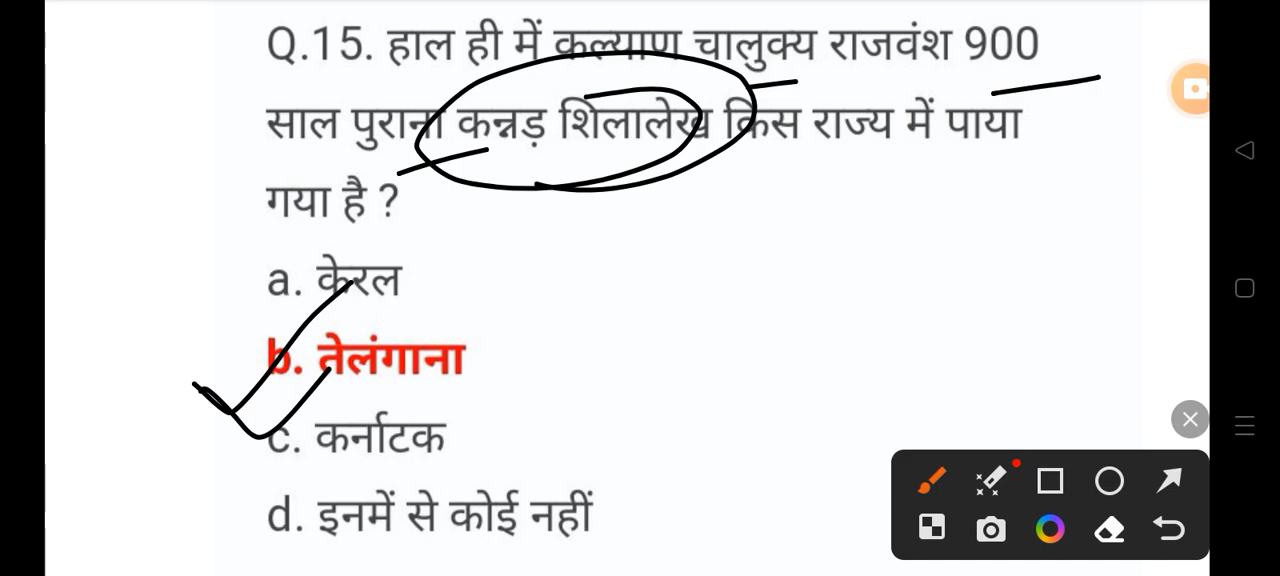 Q.15. हाल ही में कल्याण चालुक्य राजवंश 900
साल पुराना कन्नड़ शिलालेख किस राज्य में पाया
गया है ?
a. केरल
b. तेलंगाना
c. कर्नाटक
d. इनमें से कोई नहीं